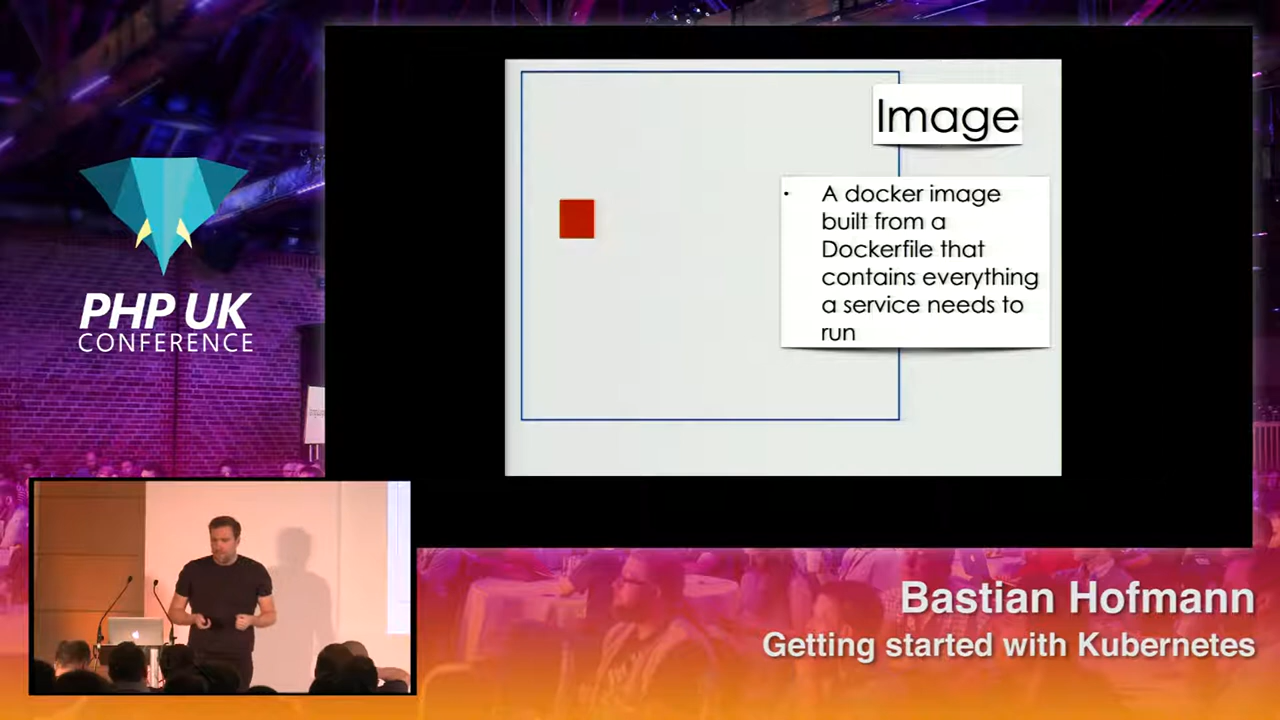 Image
• A docker image
built from a
Dockerfile that
contains everything
a service needs to
run
PHP UK
CONFERENCE
Bastian Hofmann
Getting started with Kubernetes